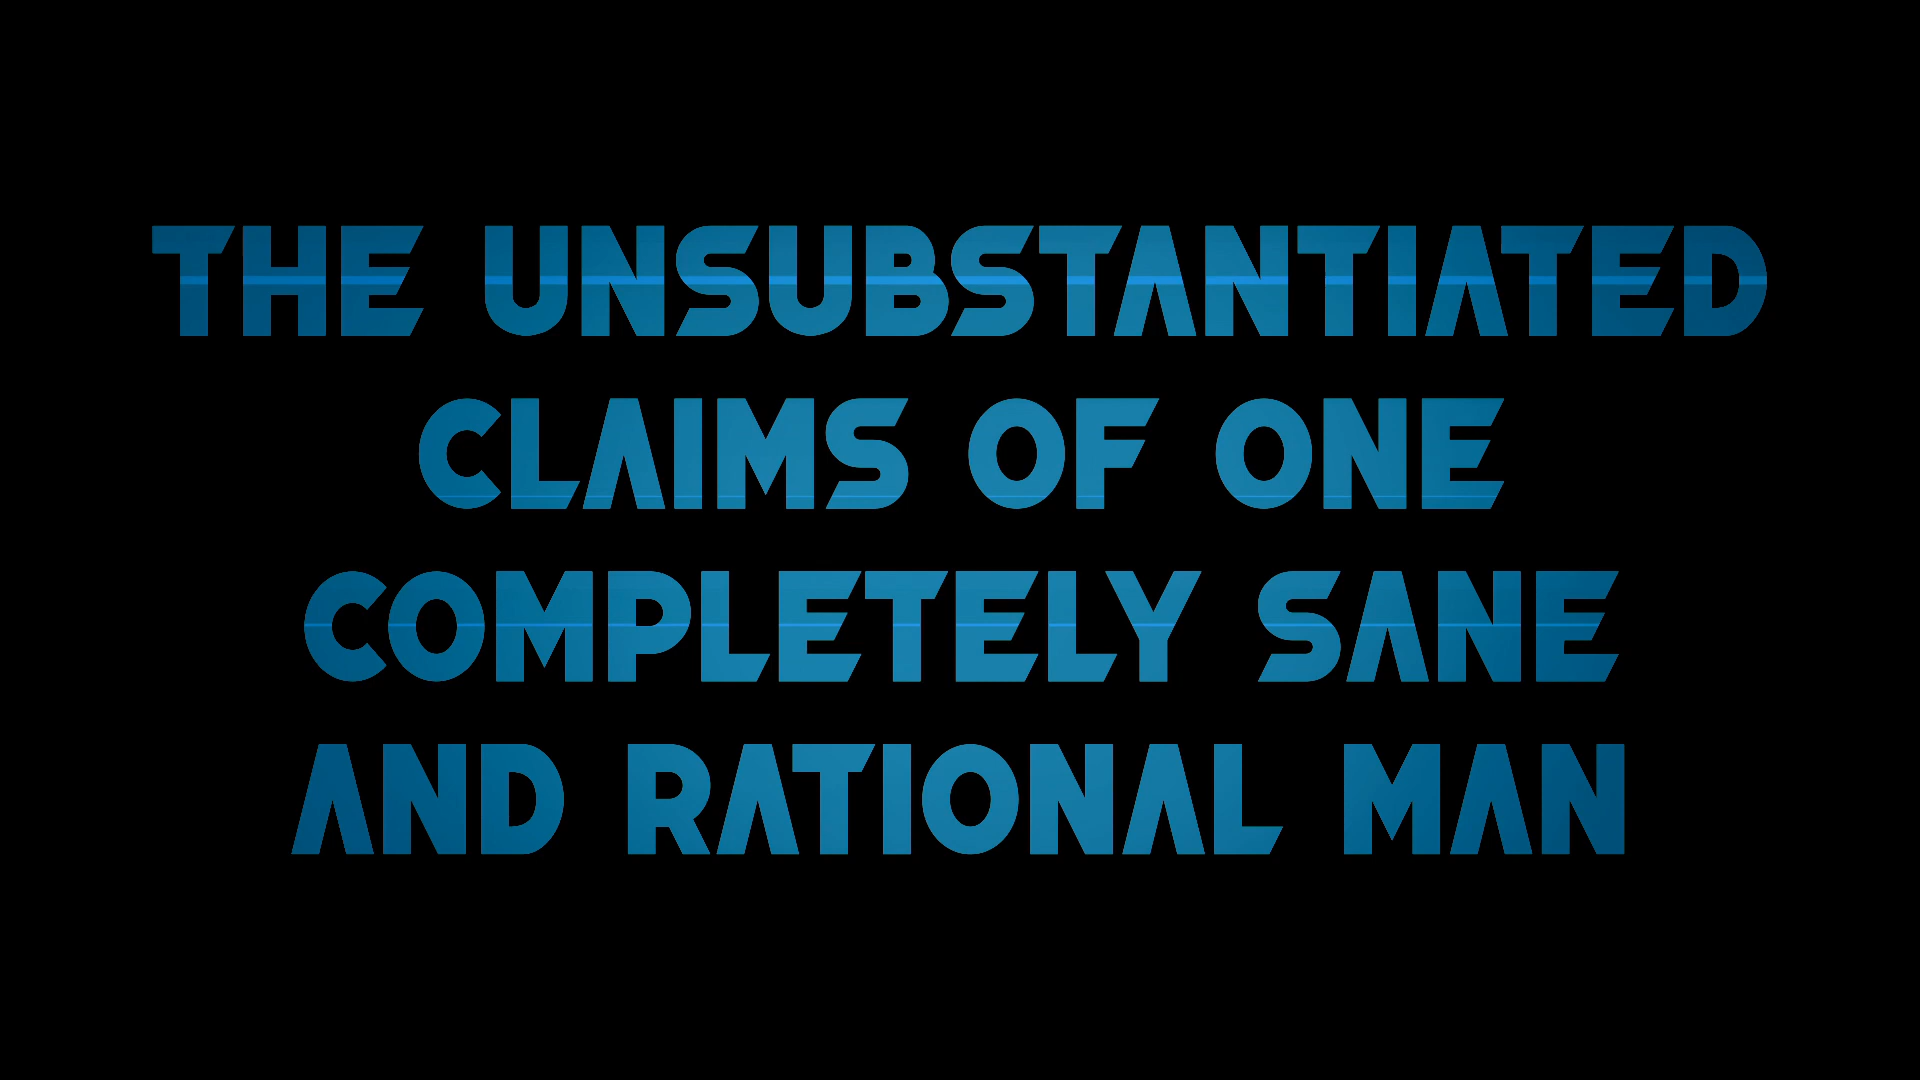 THE UNSUBSTANTIATED
CLAIMS OF ONE
COMPLETELY SANE
AND RATIONAL MAN